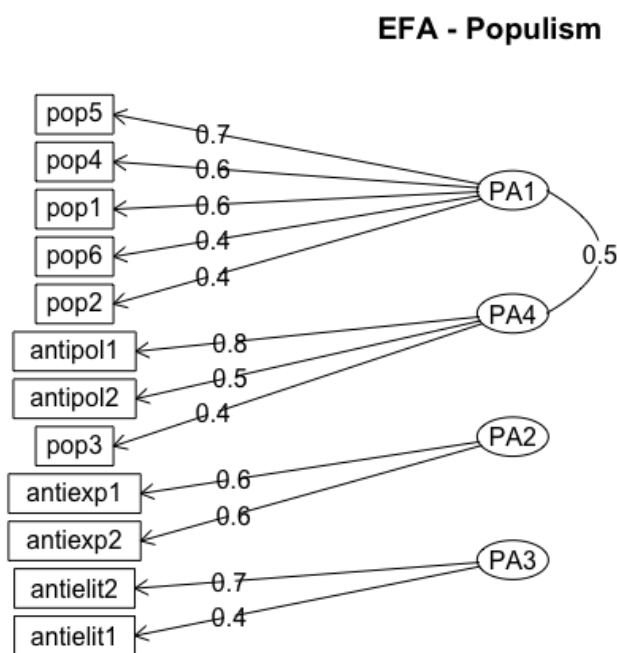 EFA - Populism
pop5
0.7
pop4
0.6
PA1
pop1
0.6
pop6
0.4
0.5
pop2
0.4
PA4
antipol1
0.8
antipol2
0.5
pop3
0.4
PA2
antiexp1
0.6
antiexp2
0.6
PA3
antielit2
0.7
antielit1
0.4